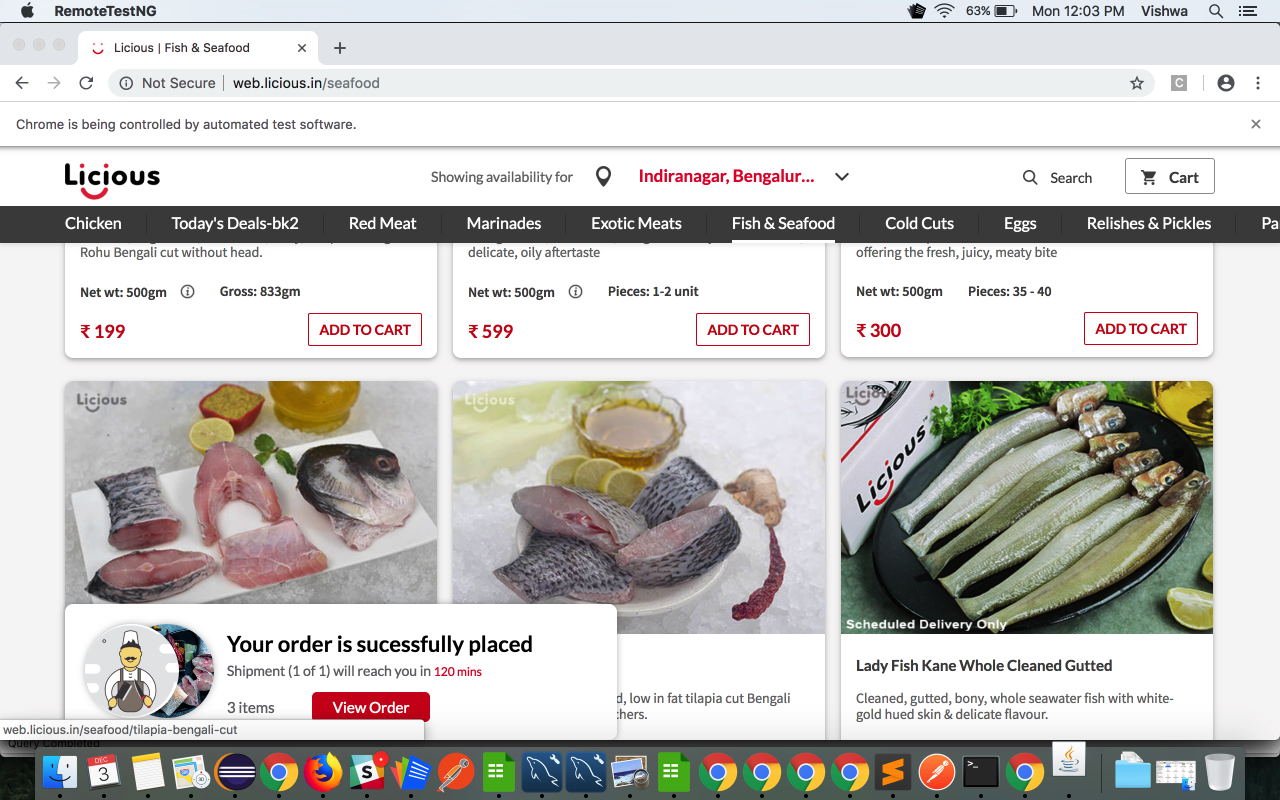 RemoteTestNG
63%
Mon 12:03 PM
Vishwa
Licious | Fish & Seafood
Not Secure
web.licious.in/seafood
Chrome is being controlled by automated test software.
Licious
Showing availability for
Indiranagar, Bengalur...
Search
Cart
Chicken
Today's Deals-bk2
Red Meat
Marinades
Exotic Meats
Fish & Seafood
Cold Cuts
Eggs
Relishes & Pickles
Pa
Rohu Bengali cut without head.
delicate, oily aftertaste
offering the fresh, juicy, meaty bite
Net wt: 500gm
Gross: 833gm
Net wt: 500gm
Pieces: 1-2 unit
Net wt: 500gm
Pieces: 35 - 40
₹ 199
ADD TO CART
₹ 599
ADD TO CART
₹ 300
ADD TO CART
Licious
Licious
Licious
Licious
Scheduled Delivery Only
Your order is sucessfully placed
Shipment (1 of 1) will reach you in 120 mins
3 items
View Order
d, low in fat tilapia cut Bengali
chers.
Lady Fish Kane Whole Cleaned Gutted
Cleaned, gutted, bony, whole seawater fish with white-
gold hued skin & delicate flavour.
web.licious.in/seafood/tilapia-bengali-cut
Query Completed
DEC
3